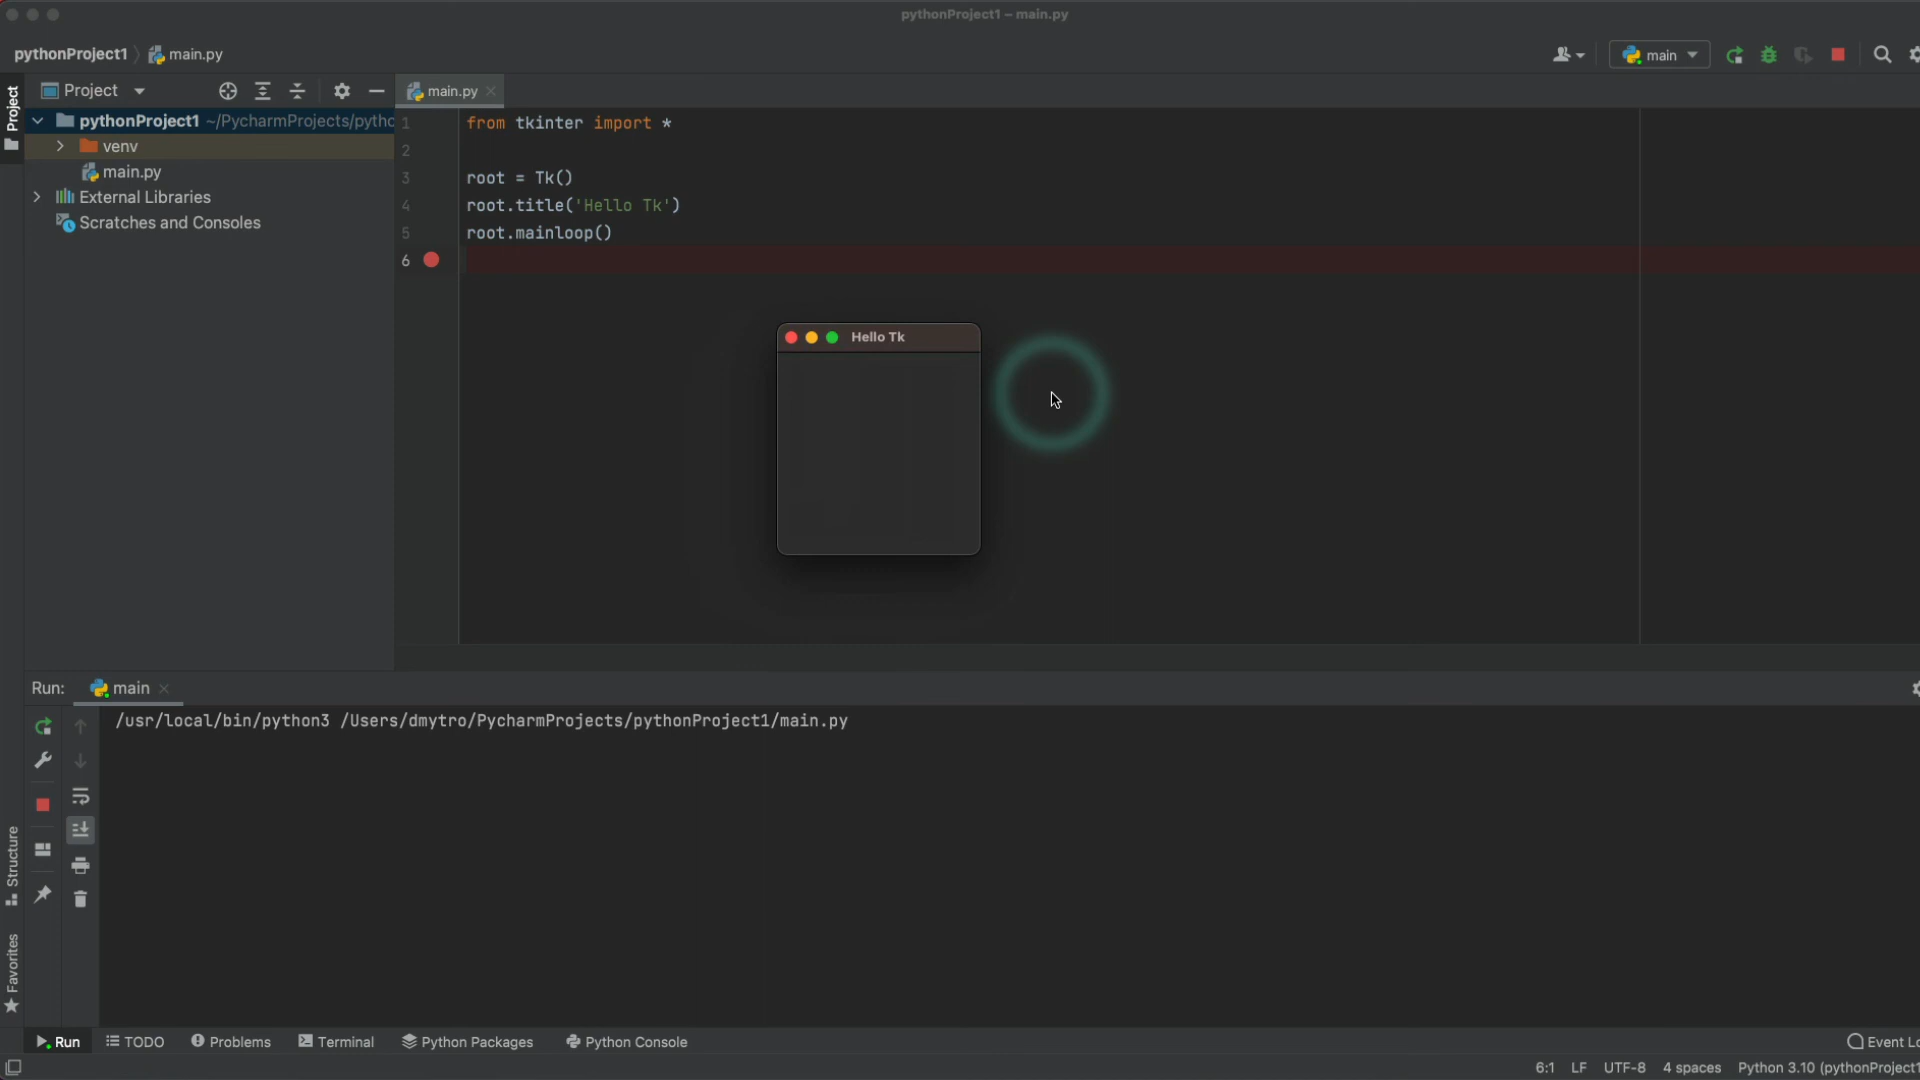 pythonProject1 – main.py
pythonProject1
main.py
main
Project
Project
main.py
pythonProject1 ~/PycharmProjects/pytho
venv
main.py
External Libraries
Scratches and Consoles
1 from tkinter import *
2
3 root = Tk()
4 root.title('Hello Tk')
5 root.mainloop()
6
Hello Tk
Run:
main
/usr/local/bin/python3 /Users/dmytro/PycharmProjects/pythonProject1/main.py
Structure
Favorites
Run
TODO
Problems
Terminal
Python Packages
Python Console
Event Lo
6:1 LF UTF-8 4 spaces Python 3.10 (pythonProject1